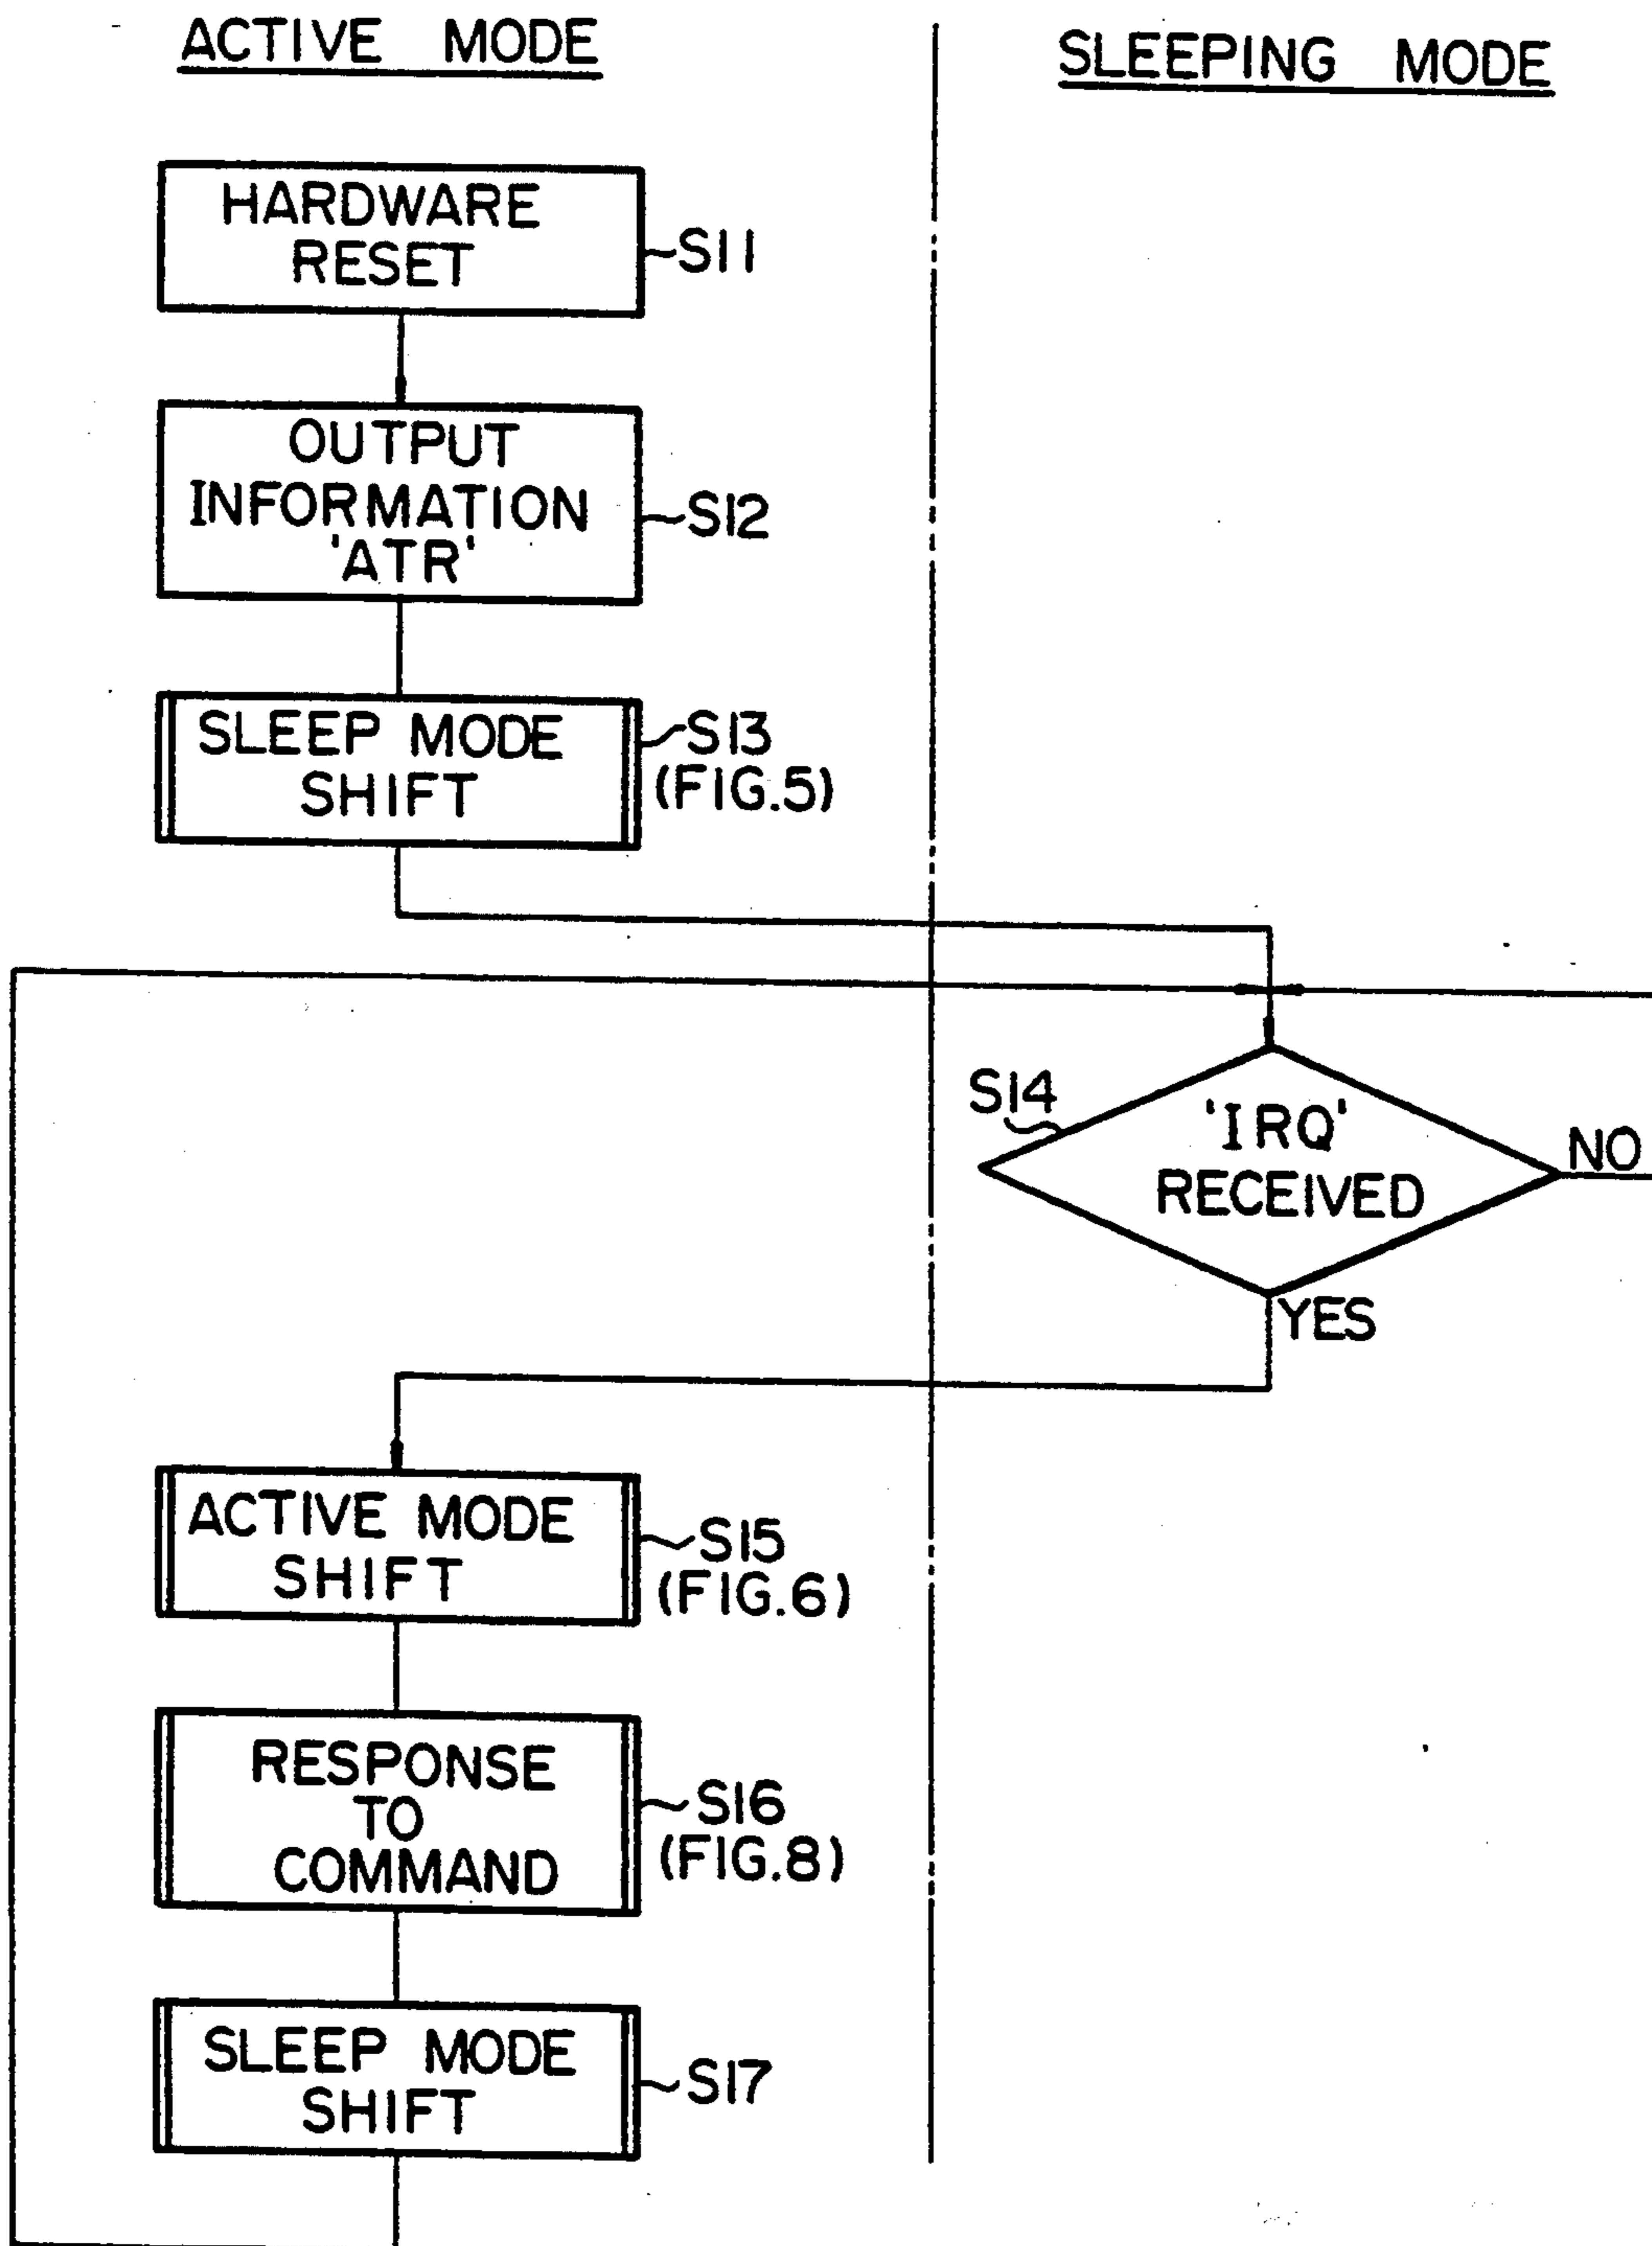 ACTIVE MODE
SLEEPING MODE
HARDWARE
RESET
S11
OUTPUT
INFORMATION
'ATR'
S12
SLEEP MODE
SHIFT
S13
(FIG.5)
S14
'IRQ'
RECEIVED
NO
YES
ACTIVE MODE
SHIFT
S15
(FIG.6)
RESPONSE
TO
COMMAND
S16
(FIG.8)
SLEEP MODE
SHIFT
S17